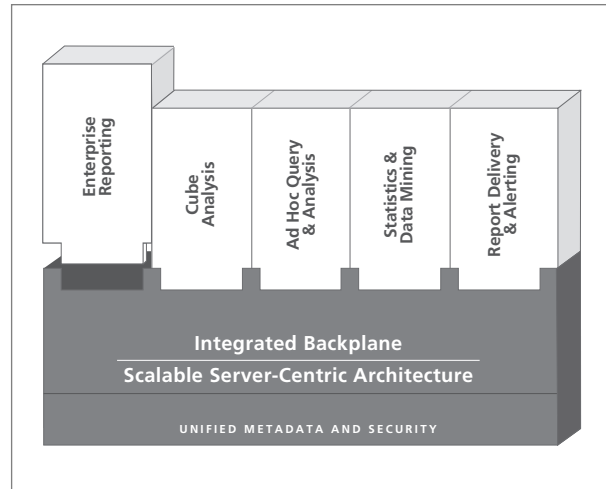 Enterprise
Reporting
Cube
Analysis
Ad Hoc Query
& Analysis
Statistics &
Data Mining
Report Delivery
& Alerting
Integrated Backplane
Scalable Server-Centric Architecture
UNIFIED METADATA AND SECURITY